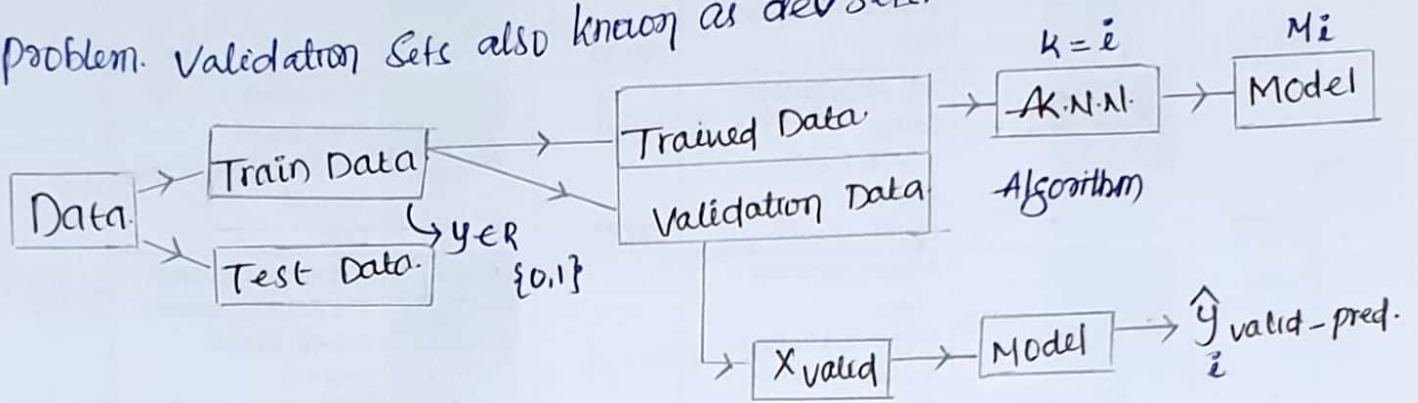 Problem. Validation Sets also known as dev
K = i
Mi
Data.
Train Data
Test Data.
↳ y∈R
{0,1}
Trained Data.
Validation Data
K.N.N.
Algorithm
Model
X valid
Model
ŷ valid-pred.
i